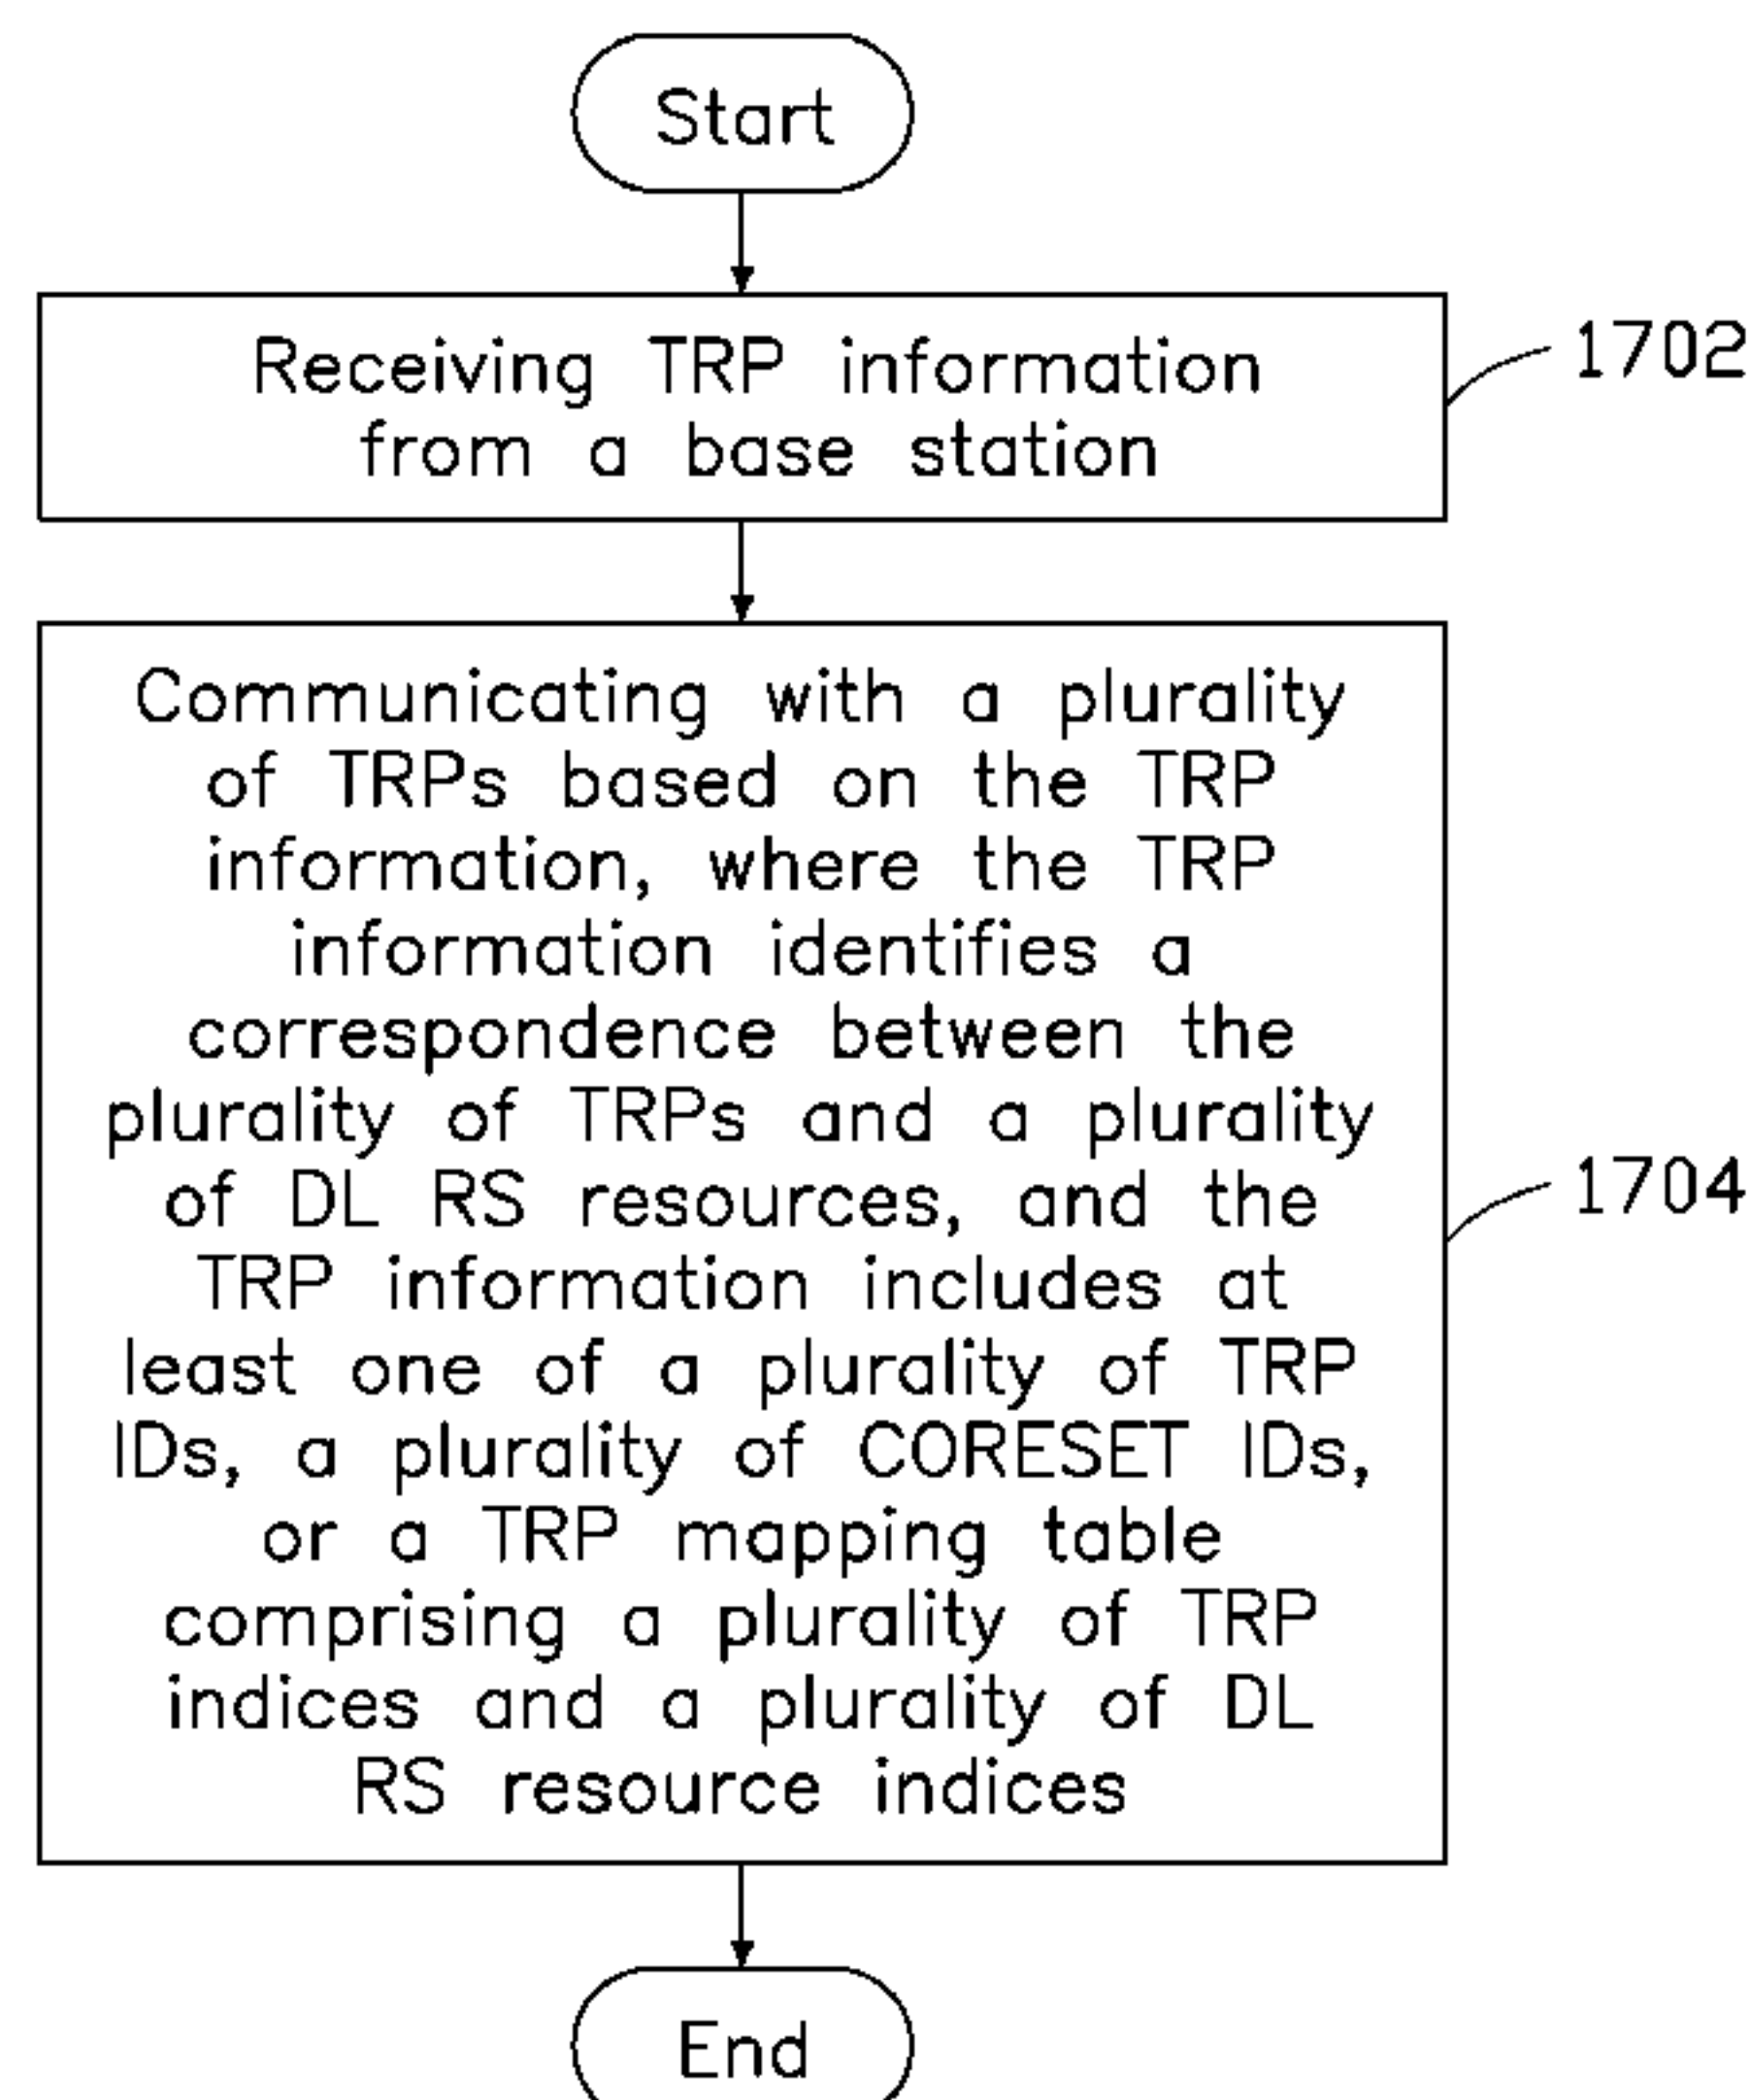 Start
Receiving TRP information
from a base station
1702
Communicating with a plurality
of TRPs based on the TRP
information, where the TRP
information identifies a
correspondence between the
plurality of TRPs and a plurality
of DL RS resources, and the
TRP information includes at
least one of a plurality of TRP
IDs, a plurality of CORESET IDs,
or a TRP mapping table
comprising a plurality of TRP
indices and a plurality of DL
RS resource indices
1704
End